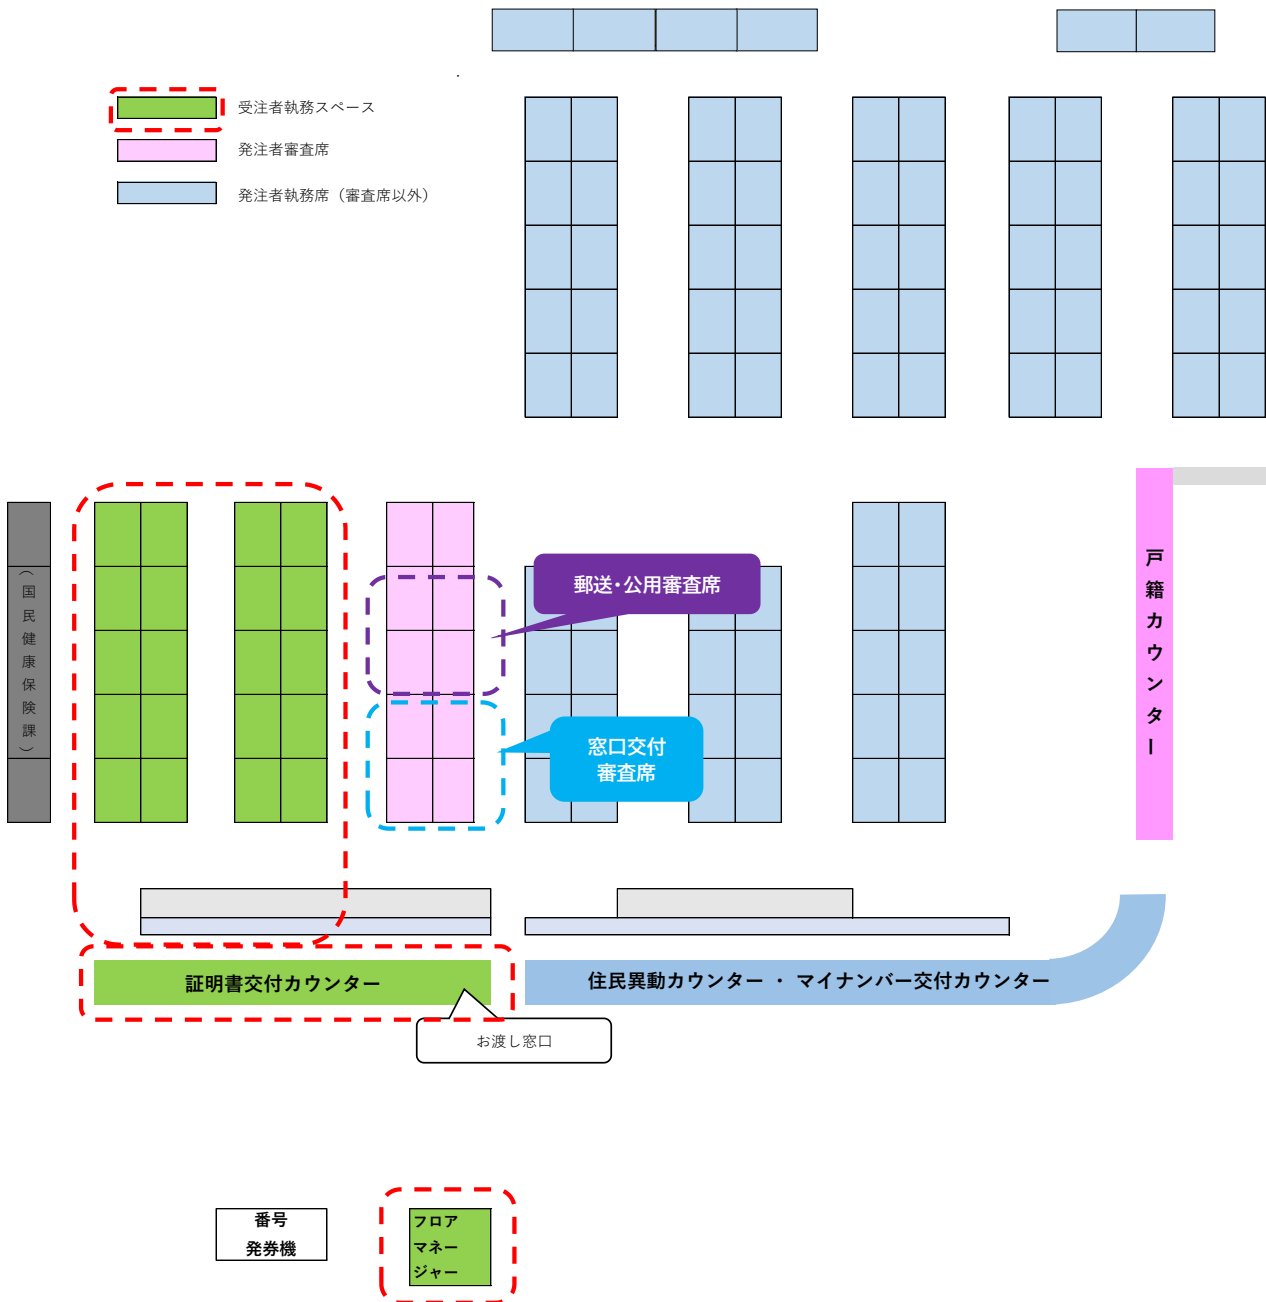 受注者執務スペース
発注者審査席
発注者執務席（審査席以外）
（国民健康保険課）
郵送・公用審査席
窓口交付
審査席
戸籍カウンター
証明書交付カウンター
住民異動カウンター ・ マイナンバー交付カウンター
お渡し窓口
番号
発券機
フロア
マネー
ジャー